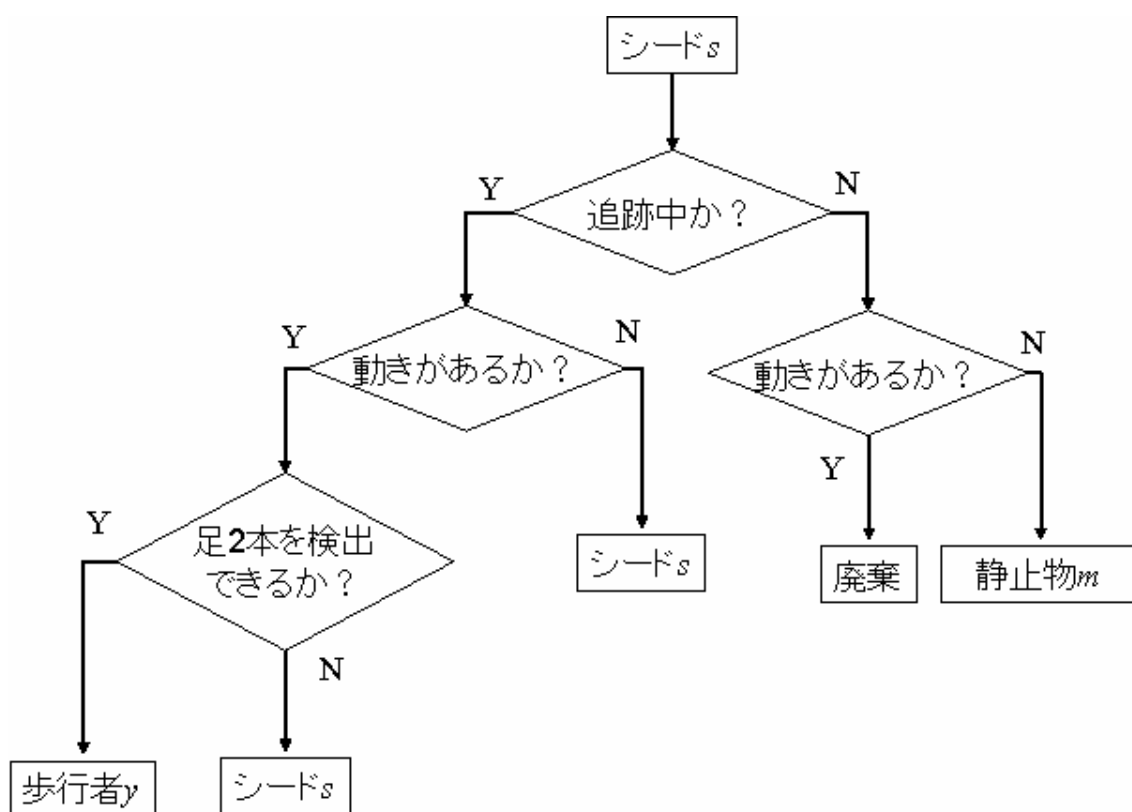 シードs
Y
N
追跡中か？
Y
N
動きがあるか？
N
動きがあるか？
Y
Y
足2本を検出
できるか？
シードs
廃棄
静止物m
N
歩行者y
シードs